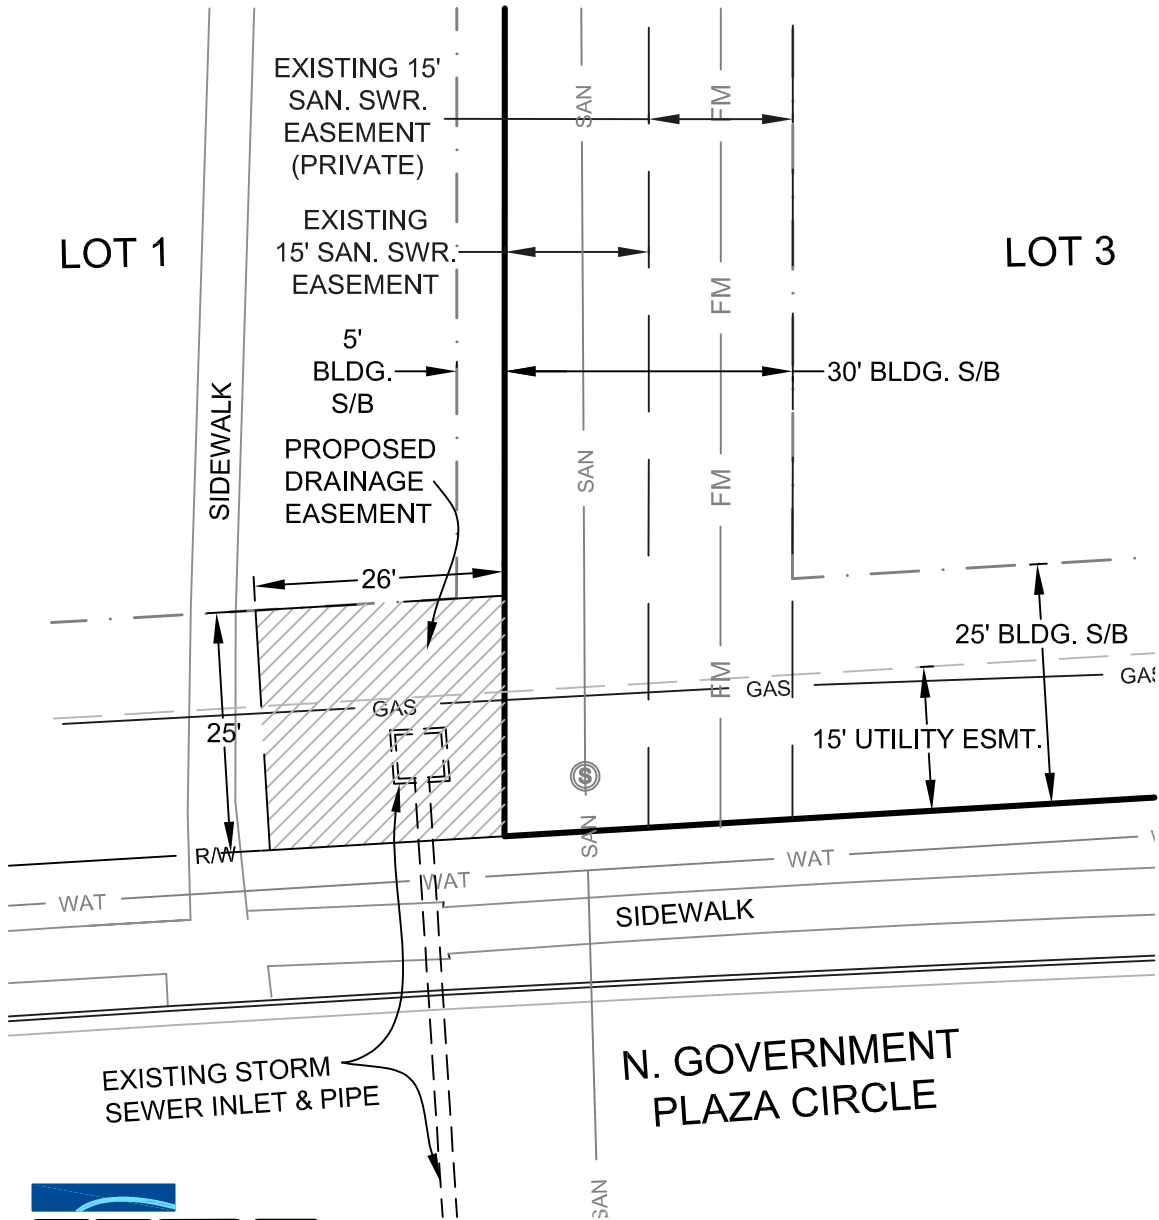 EXISTING 15'
SAN. SWR.
EASEMENT
(PRIVATE)
SAN
FM
EXISTING
15' SAN. SWR.
EASEMENT
LOT 1
LOT 3
FM
5'
BLDG.
S/B
30' BLDG. S/B
SIDEWALK
PROPOSED
DRAINAGE
EASEMENT
SAN
FM
26'
25' BLDG. S/B
FM
GAS
GAS
GAS
25'
15' UTILITY ESMT.
S
R/W
SAN
WAT
WAT
WAT
SIDEWALK
N. GOVERNMENT
PLAZA CIRCLE
EXISTING STORM
SEWER INLET & PIPE
SAN